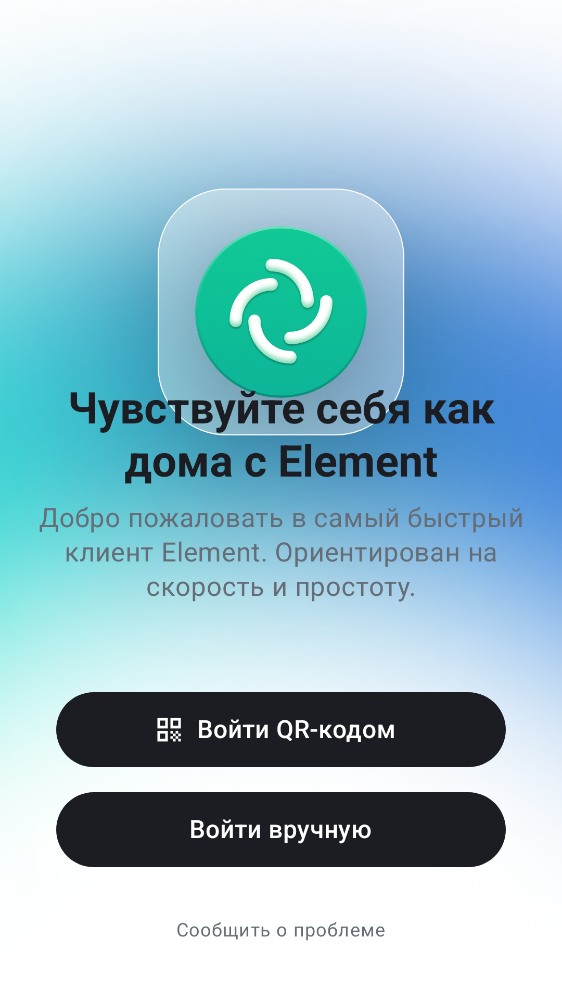 Чувствуйте себя как
дома с Element
Добро пожаловать в самый быстрый
клиент Element. Ориентирован на
скорость и простоту.
Войти QR-кодом
Войти вручную
Сообщить о проблеме